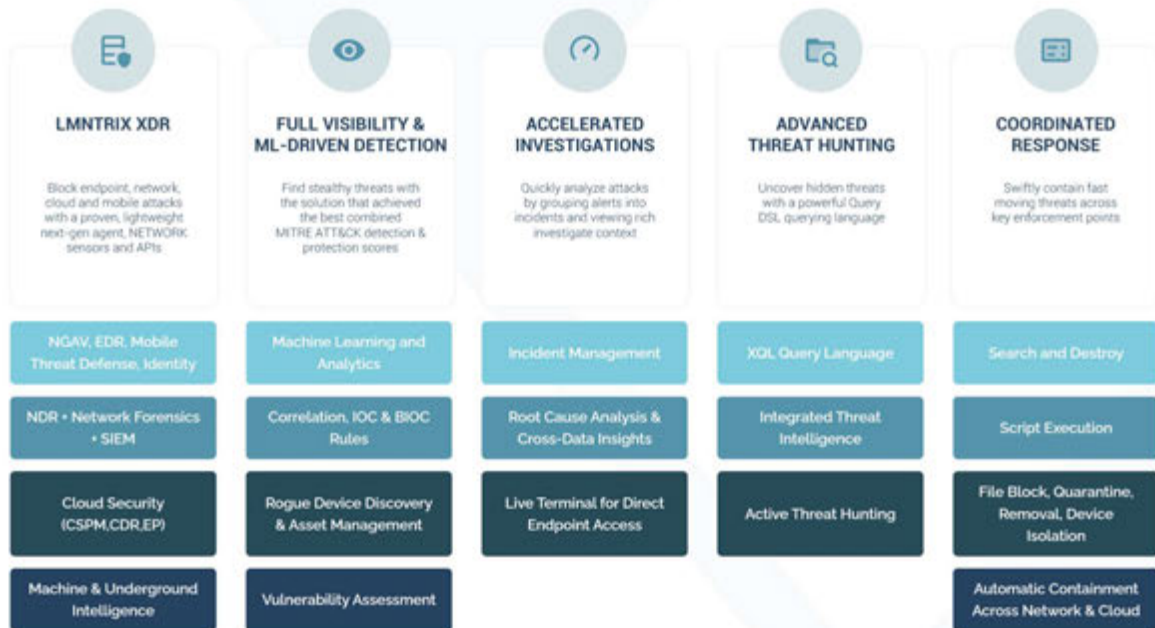 LMNTRIX XDR
Block endpoint, network,
cloud and mobile attacks
with a proven, lightweight
next-gen agent, NETWORK
sensors and APIs
NGAV, EDR, Mobile
Threat Defense, Identity
NDR + Network Forensics
+ SIEM
Cloud Security
(CSPM,CDR,EP)
Machine & Underground
Intelligence
FULL VISIBILITY &
ML-DRIVEN DETECTION
Find stealthy threats with
the solution that achieved
the best combined
MITRE ATT&CK detection &
protection scores
Machine Learning and
Analytics
Correlation, IOC & BIOC
Rules
Rogue Device Discovery
& Asset Management
Vulnerability Assessment
ACCELERATED
INVESTIGATIONS
Quickly analyze attacks
by grouping alerts into
incidents and viewing rich
investigate context
Incident Management
Root Cause Analysis &
Cross-Data Insights
Live Terminal for Direct
Endpoint Access
ADVANCED
THREAT HUNTING
Uncover hidden threats
with a powerful Query
DSL querying language
XQL Query Language
Integrated Threat
Intelligence
Active Threat Hunting
COORDINATED
RESPONSE
Swiftly contain fast
moving threats across
key enforcement points
Search and Destroy
Script Execution
File Block, Quarantine,
Removal, Device
Isolation
Automatic Containment
Across Network & Cloud